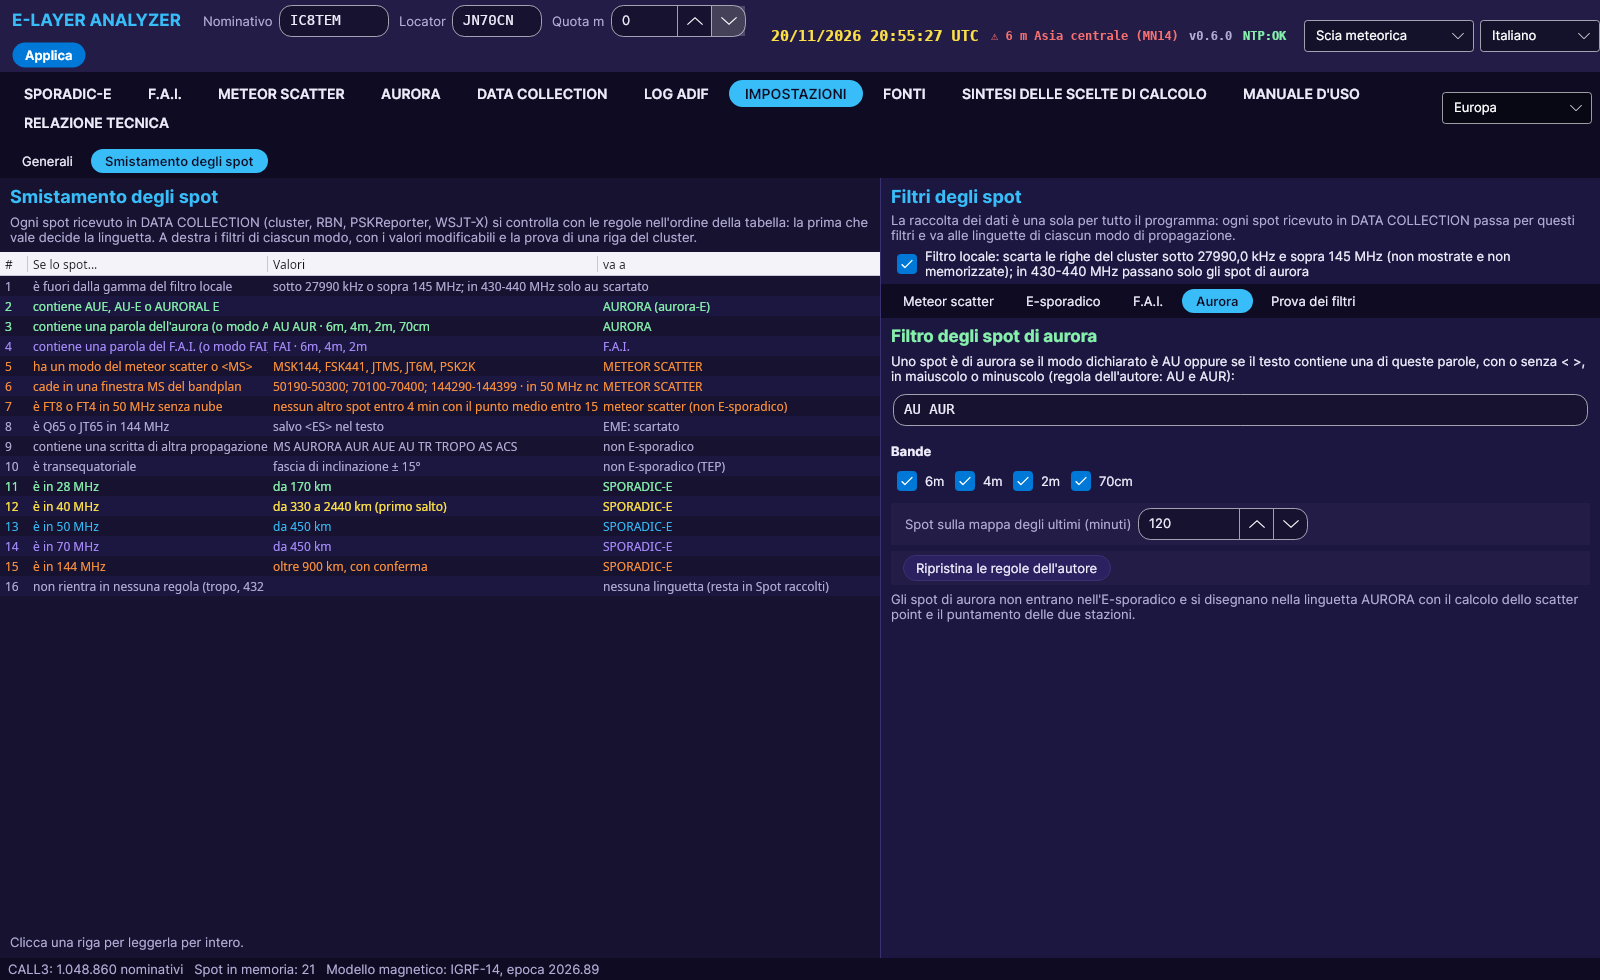 E-LAYER ANALYZER
Nominativo IC8TEM Locator JN70CN Quota m 0
20/11/2026 20:55:27 UTC ⚠ 6 m Asia centrale (MN14) v0.6.0 NTP:OK
Scia meteorica
Italiano
Applica
SPORADIC-E F.A.I. METEOR SCATTER AURORA DATA COLLECTION LOG ADIF IMPOSTAZIONI FONTI SINTESI DELLE SCELTE DI CALCOLO MANUALE D'USO
RELAZIONE TECNICA
Europa
Generali Smistamento degli spot
Smistamento degli spot
Ogni spot ricevuto in DATA COLLECTION (cluster, RBN, PSKReporter, WSJT-X) si controlla con le regole nell'ordine della tabella: la prima che
vale decide la linguetta. A destra i filtri di ciascun modo, con i valori modificabili e la prova di una riga del cluster.
# Se lo spot... Valori va a
1 è fuori dalla gamma del filtro locale sotto 27990 kHz o sopra 145 MHz; in 430-440 MHz solo au scartato
2 contiene AUE, AU-E o AURORAL E AURORA (aurora-E)
3 contiene una parola dell'aurora (o modo A AU AUR · 6m, 4m, 2m, 70cm AURORA
4 contiene una parola del F.A.I. (o modo FAI) FAI · 6m, 4m, 2m F.A.I.
5 ha un modo del meteor scatter o <MS> MSK144, FSK441, JTMS, JT6M, PSK2K METEOR SCATTER
6 cade in una finestra MS del bandplan 50190-50300; 70100-70400; 144290-144399 · in 50 MHz nc METEOR SCATTER
7 è FT8 o FT4 in 50 MHz senza nube nessun altro spot entro 4 min con il punto medio entro 15 meteor scatter (non E-sporadico)
8 è Q65 o JT65 in 144 MHz salvo <ES> nel testo EME: scartato
9 contiene una scritta di altra propagazione MS AURORA AUR AUE AU TR TROPO AS ACS non E-sporadico
10 è transequatoriale fascia di inclinazione ± 15° non E-sporadico (TEP)
11 è in 28 MHz da 170 km SPORADIC-E
12 è in 40 MHz da 330 a 2440 km (primo salto) SPORADIC-E
13 è in 50 MHz da 450 km SPORADIC-E
14 è in 70 MHz da 450 km SPORADIC-E
15 è in 144 MHz oltre 900 km, con conferma SPORADIC-E
16 non rientra in nessuna regola (tropo, 432 nessuna linguetta (resta in Spot raccolti)
Clicca una riga per leggerla per intero.
Filtri degli spot
La raccolta dei dati è una sola per tutto il programma: ogni spot ricevuto in DATA COLLECTION passa per questi
filtri e va alle linguette di ciascun modo di propagazione.
Filtro locale: scarta le righe del cluster sotto 27990,0 kHz e sopra 145 MHz (non mostrate e non
memorizzate); in 430-440 MHz passano solo gli spot di aurora
Meteor scatter E-sporadico F.A.I. Aurora Prova dei filtri
Filtro degli spot di aurora
Uno spot è di aurora se il modo dichiarato è AU oppure se il testo contiene una di queste parole, con o senza < >,
in maiuscolo o minuscolo (regola dell'autore: AU e AUR):
AU AUR
Bande
6m 4m 2m 70cm
Spot sulla mappa degli ultimi (minuti) 120
Ripristina le regole dell'autore
Gli spot di aurora non entrano nell'E-sporadico e si disegnano nella linguetta AURORA con il calcolo dello scatter
point e il puntamento delle due stazioni.
CALL3: 1.048.860 nominativi Spot in memoria: 21 Modello magnetico: IGRF-14, epoca 2026.89